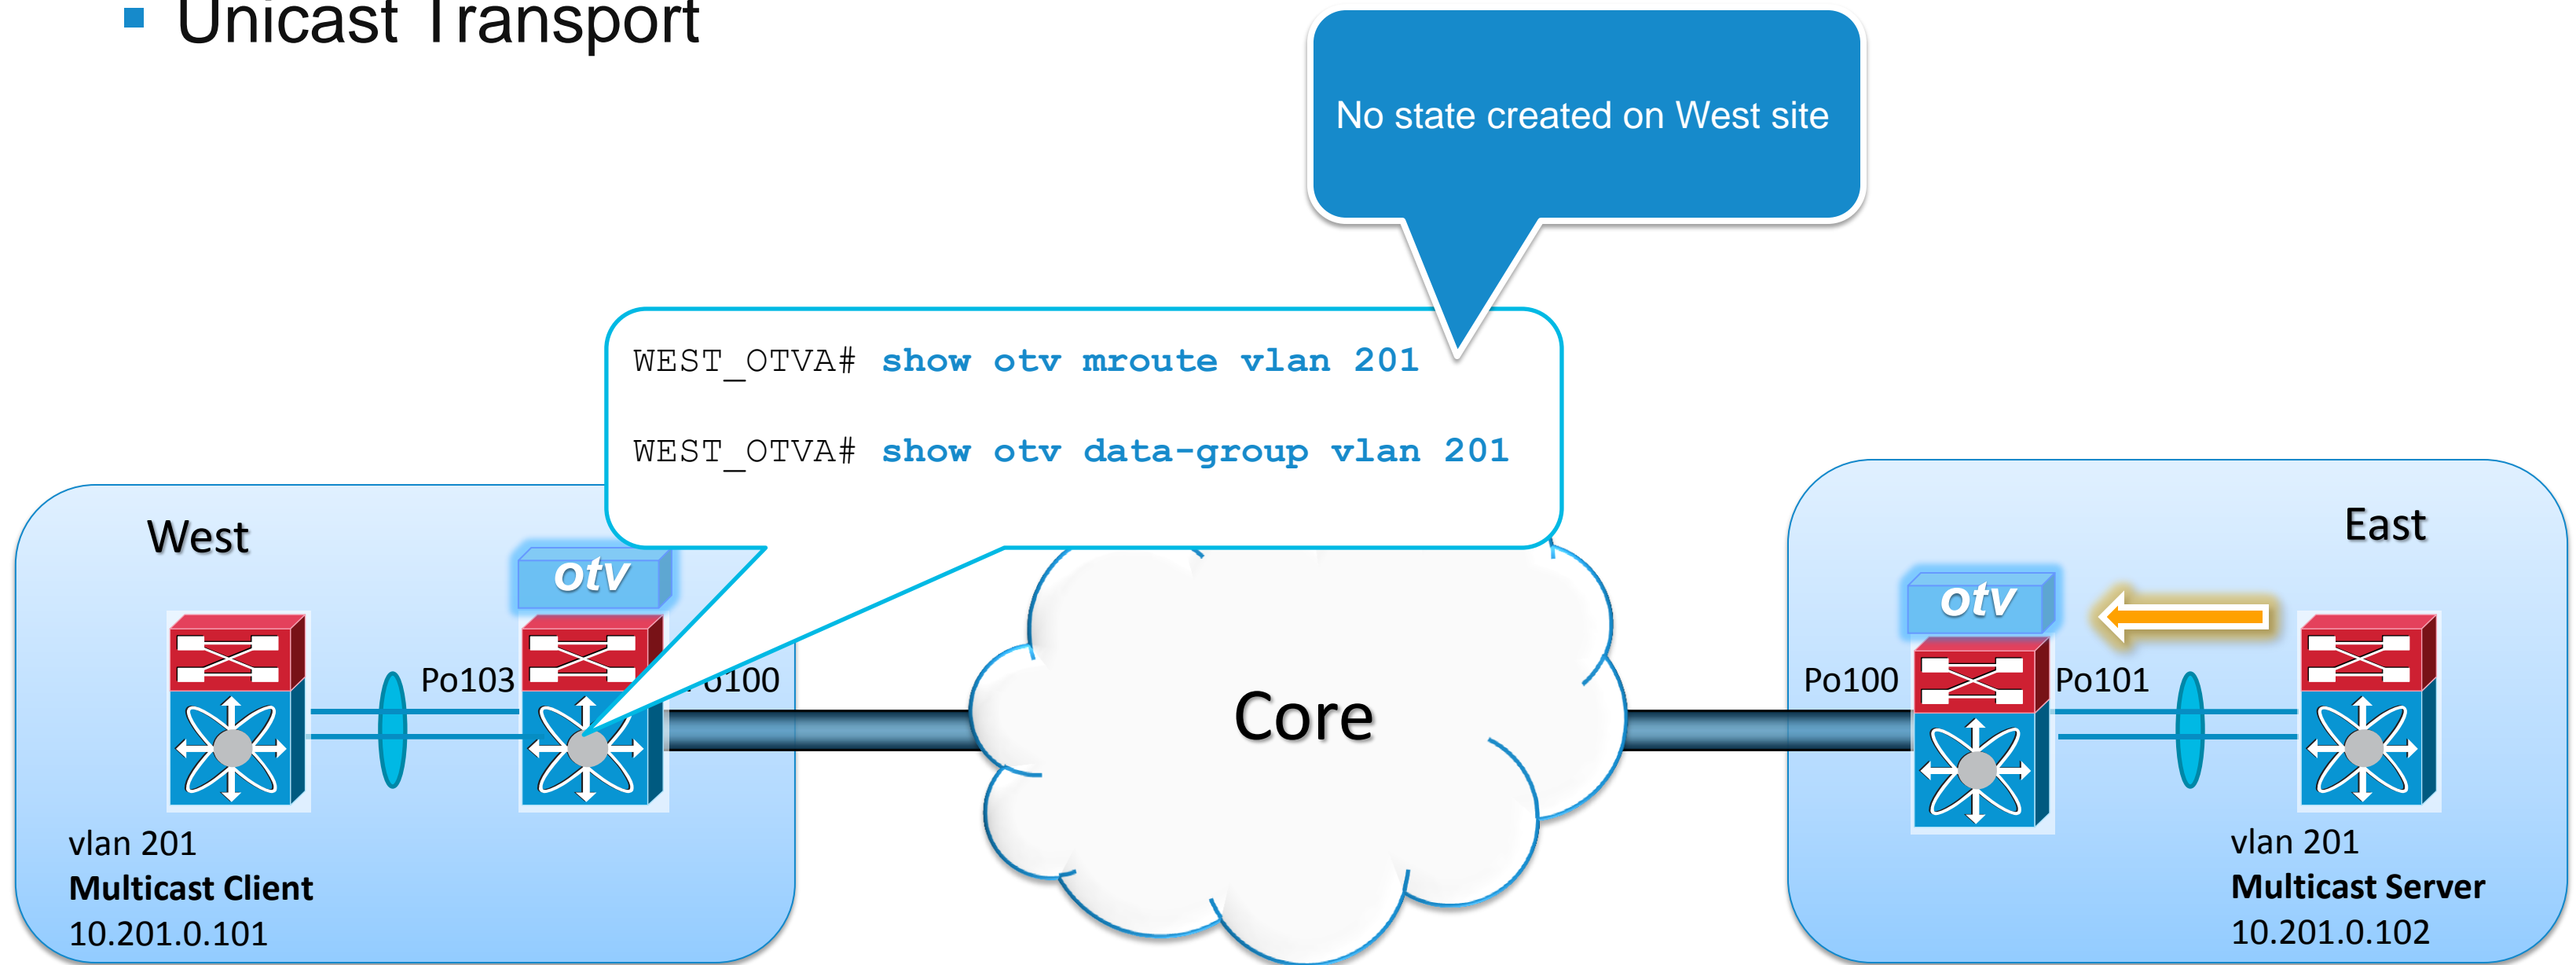 Unicast Transport
No state created on West site
WEST_OTVA# show otv mroute vlan 201
WEST_OTVA# show otv data-group vlan 201
West
East
otv
otv
Po103
Po100
Core
Po100
Po101
vlan 201
Multicast Client
10.201.0.101
vlan 201
Multicast Server
10.201.0.102